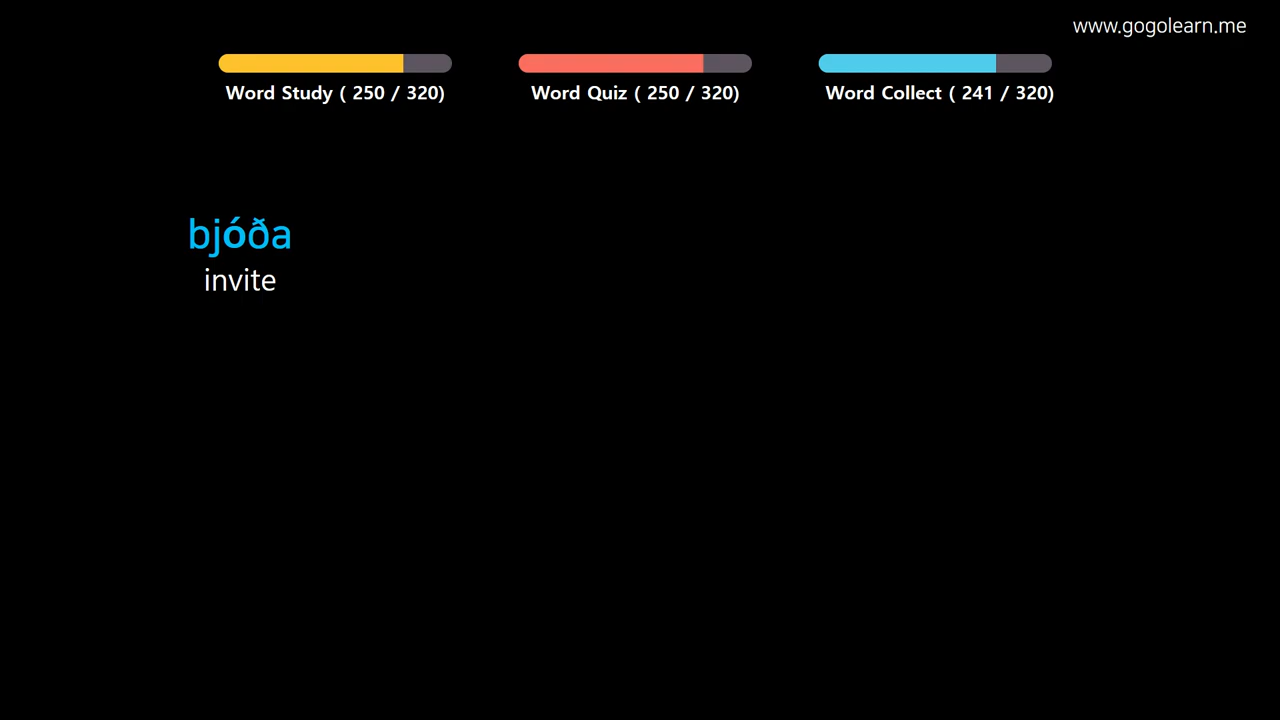 www.gogolearn.me
Word Study ( 250 / 320)
Word Quiz ( 250 / 320)
Word Collect ( 241 / 320)
bjóða
invite